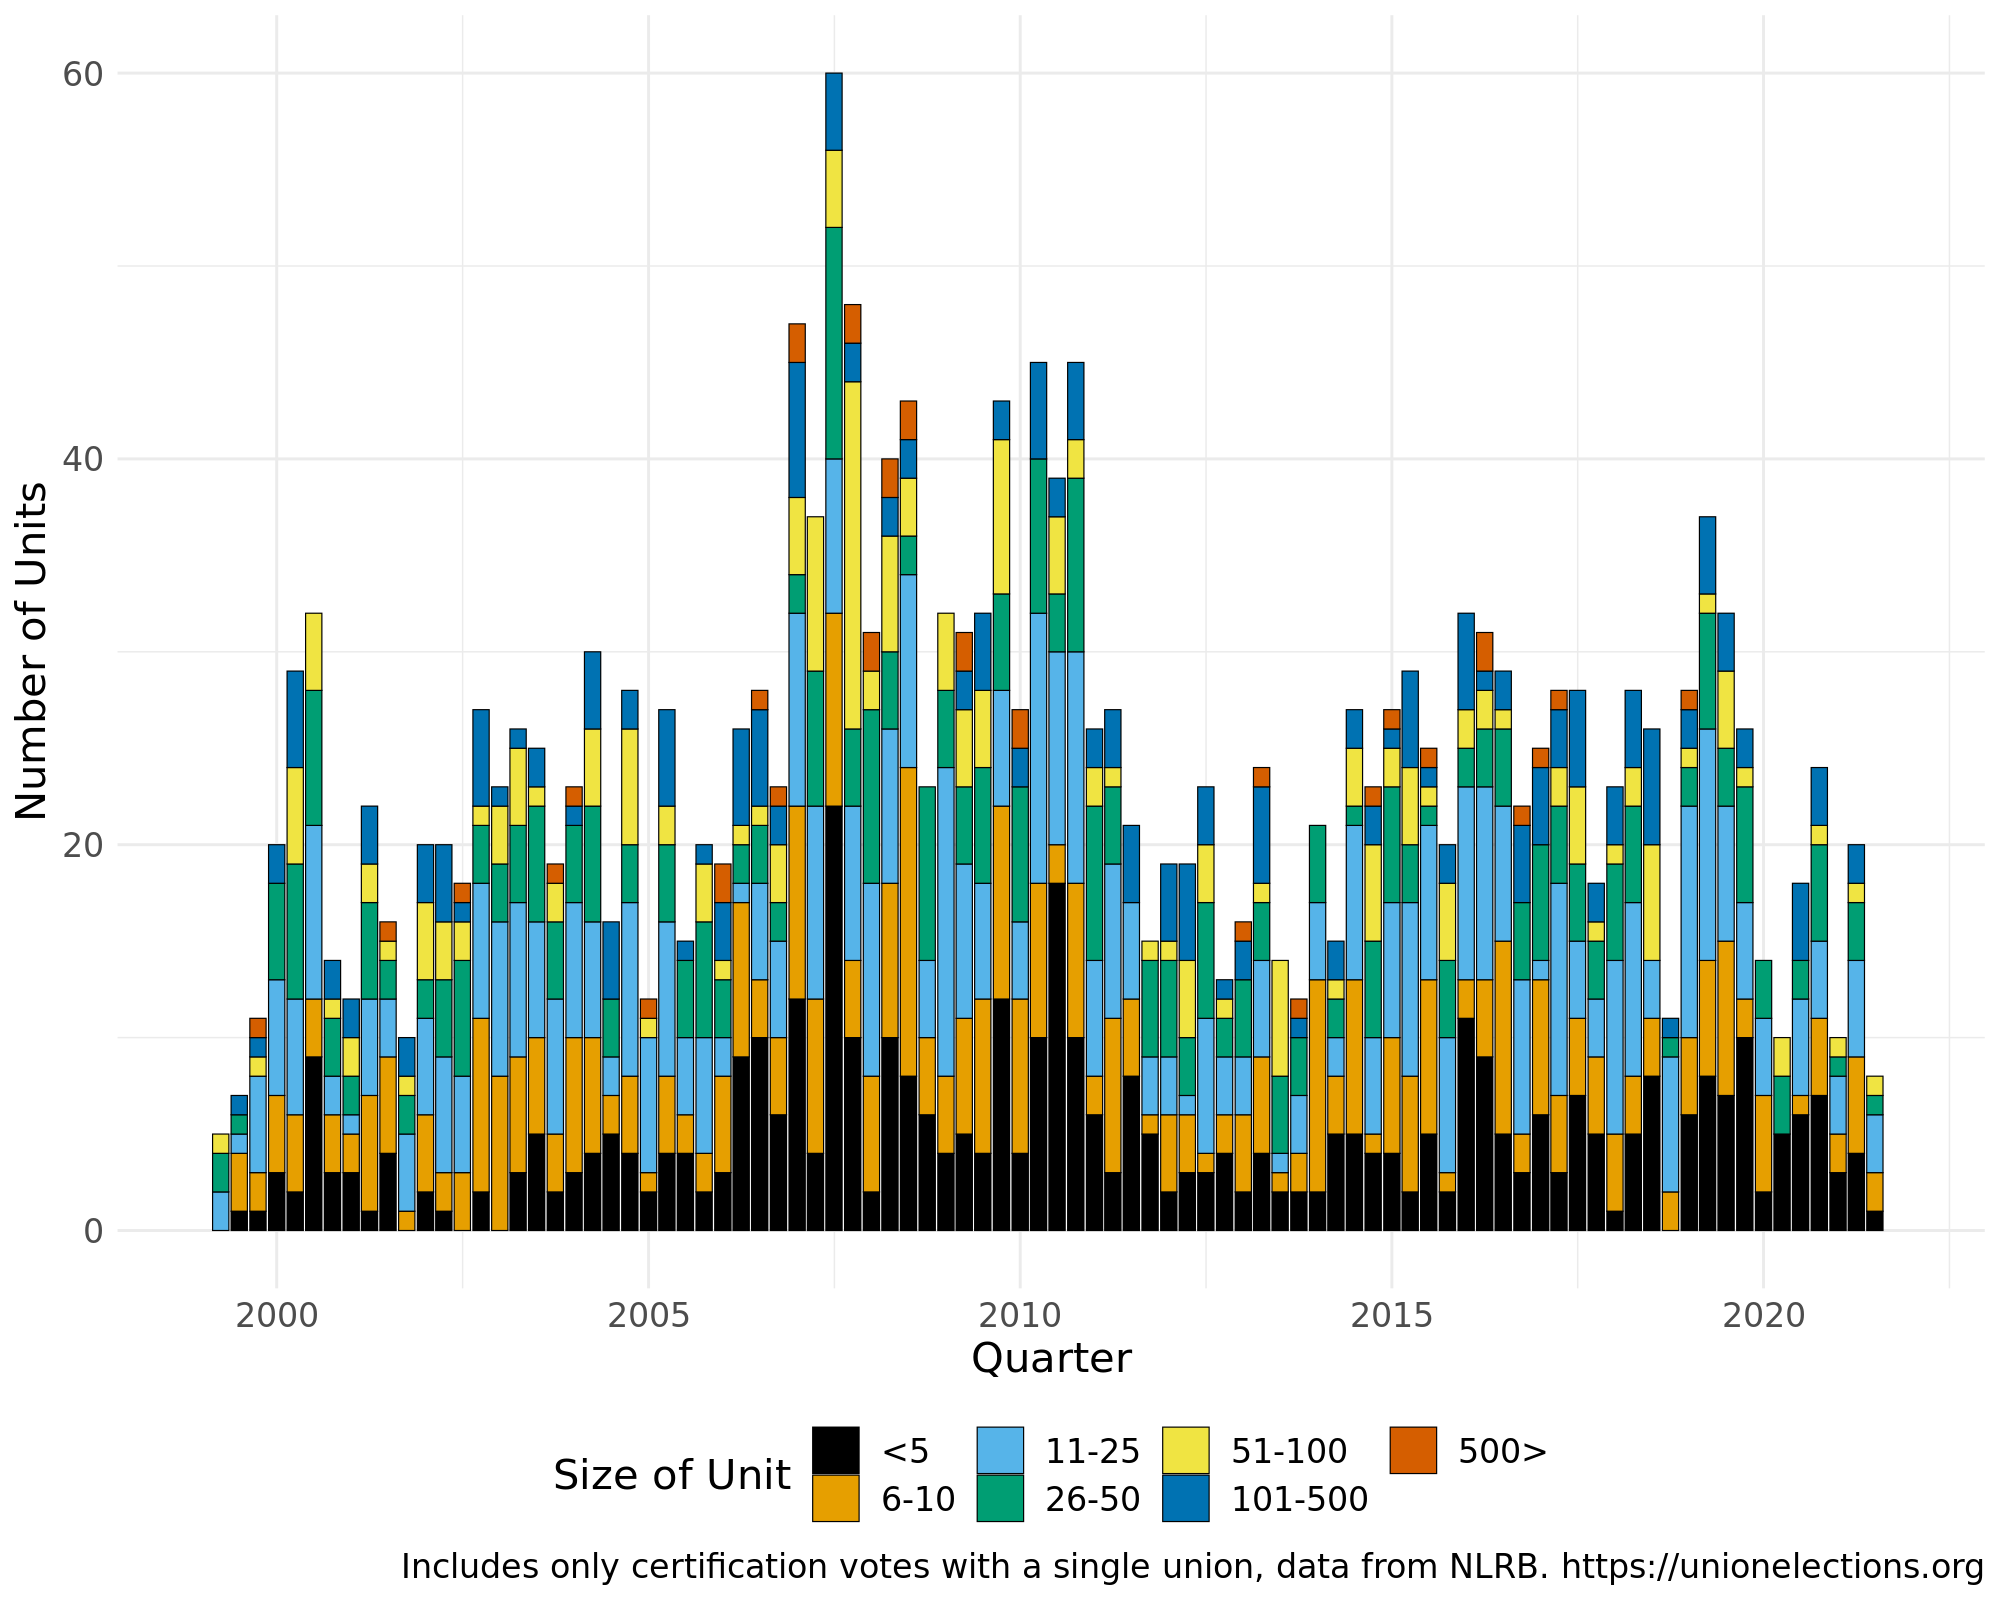 60
40
20
0
Number of Units
2000 2005 2010 2015 2020
Quarter
Size of Unit
<5 11-25 51-100 500>
6-10 26-50 101-500
Includes only certification votes with a single union, data from NLRB. https://unionelections.org